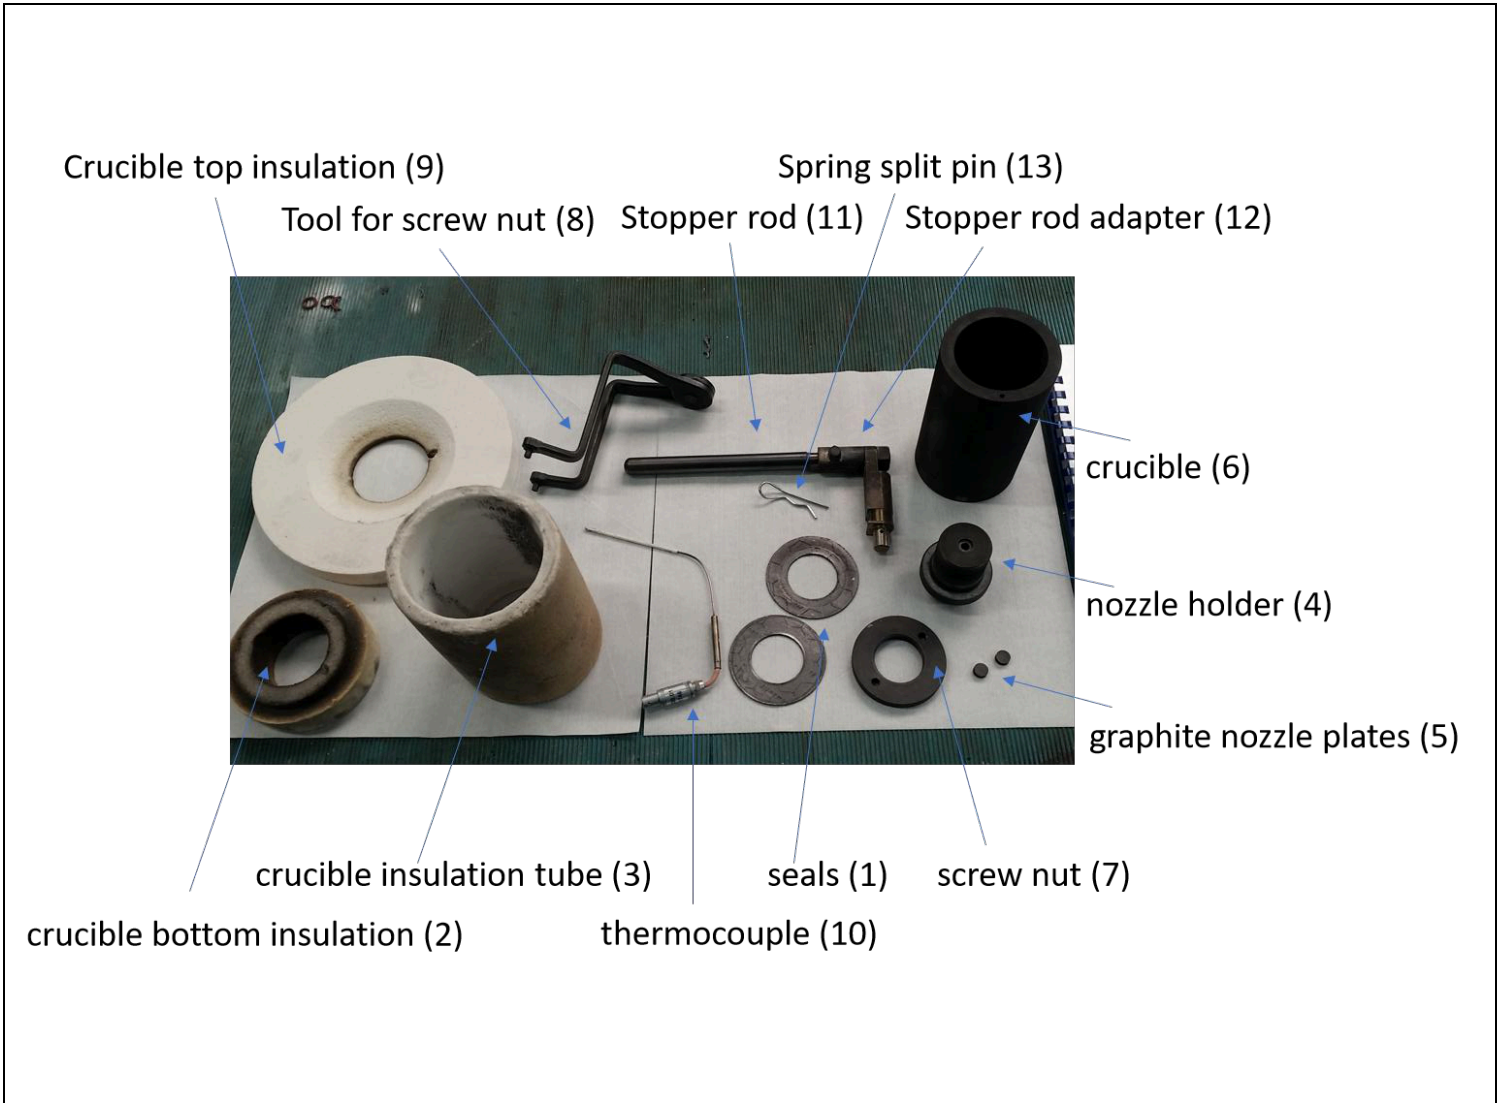 Crucible top insulation (9)
Spring split pin (13)
Tool for screw nut (8)
Stopper rod (11)
Stopper rod adapter (12)
crucible (6)
nozzle holder (4)
graphite nozzle plates (5)
crucible insulation tube (3)
seals (1)
screw nut (7)
crucible bottom insulation (2)
thermocouple (10)